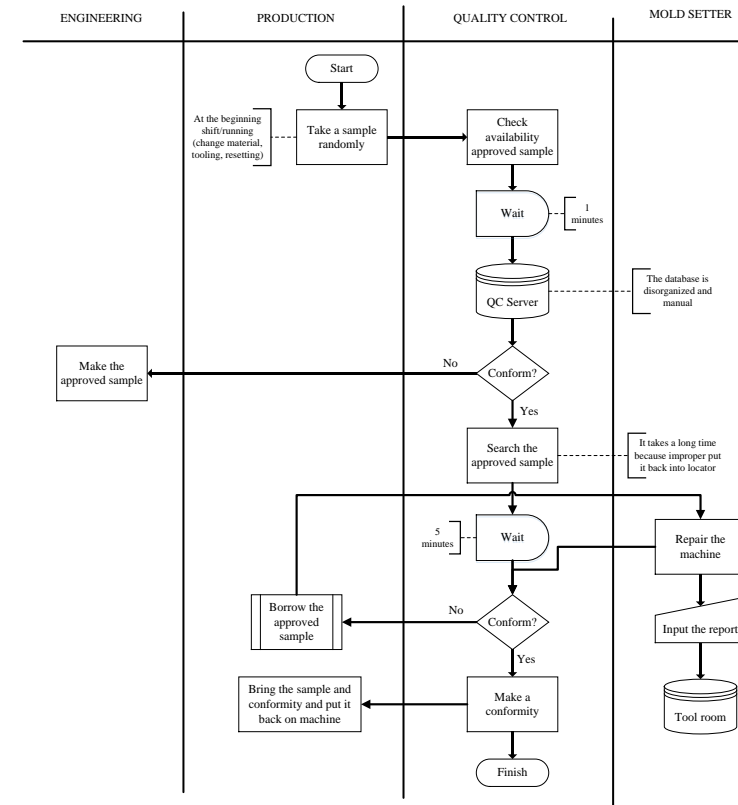 ENGINEERING
PRODUCTION
QUALITY CONTROL
MOLD SETTER
Start
At the beginning
shift/running
(change material,
tooling, resetting)
Take a sample
randomly
Check
availability
approved sample
Wait
1
minutes
QC Server
The database is
disorganized and
manual
Make the
approved sample
No
Conform?
Yes
Search the
approved sample
It takes a long time
because improper put
it back into locator
5
minutes
Wait
Repair the
machine
Borrow the
approved
sample
No
Conform?
Input the report
Yes
Bring the sample and
conformity and put it
back on machine
Make a
conformity
Tool room
Finish